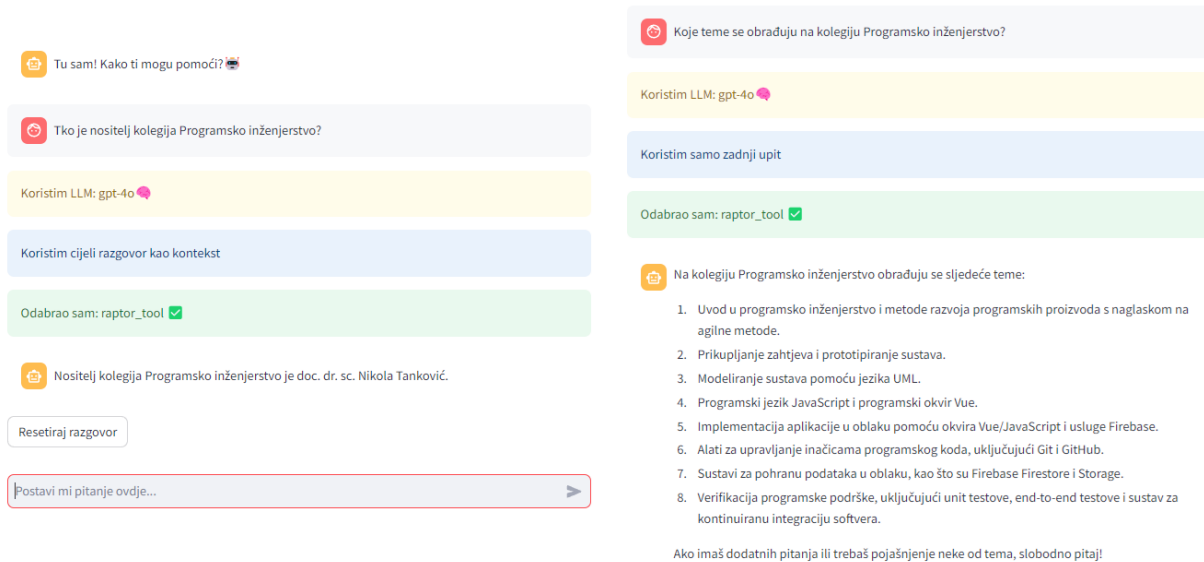 Tu sam! Kako ti mogu pomoći?
Tko je nositelj kolegija Programsko inženjerstvo?
Koristim LLM: gpt-4o
Koristim cijeli razgovor kao kontekst
Odabrao sam: raptor_tool
Nositelj kolegija Programsko inženjerstvo je doc. dr. sc. Nikola Tanković.
Resetiraj razgovor
Postavi mi pitanje ovdje...
Koje teme se obrađuju na kolegiju Programsko inženjerstvo?
Koristim LLM: gpt-4o
Koristim samo zadnji upit
Odabrao sam: raptor_tool
Na kolegiju Programsko inženjerstvo obrađuju se sljedeće teme:
1. Uvod u programsko inženjerstvo i metode razvoja programskih proizvoda s naglaskom na
agilne metode.
2. Prikupljanje zahtjeva i prototipiranje sustava.
3. Modeliranje sustava pomoću jezika UML.
4. Programski jezik JavaScript i programski okvir Vue.
5. Implementacija aplikacije u oblaku pomoću okvira Vue/JavaScript i usluge Firebase.
6. Alati za upravljanje inačicama programskog koda, uključujući Git i GitHub.
7. Sustavi za pohranu podataka u oblaku, kao što su Firebase Firestore i Storage.
8. Verifikacija programske podrške, uključujući unit testove, end-to-end testove i sustav za
kontinuiranu integraciju softvera.
Ako imaš dodatnih pitanja ili trebaš pojašnjenje neke od tema, slobodno pitaj!